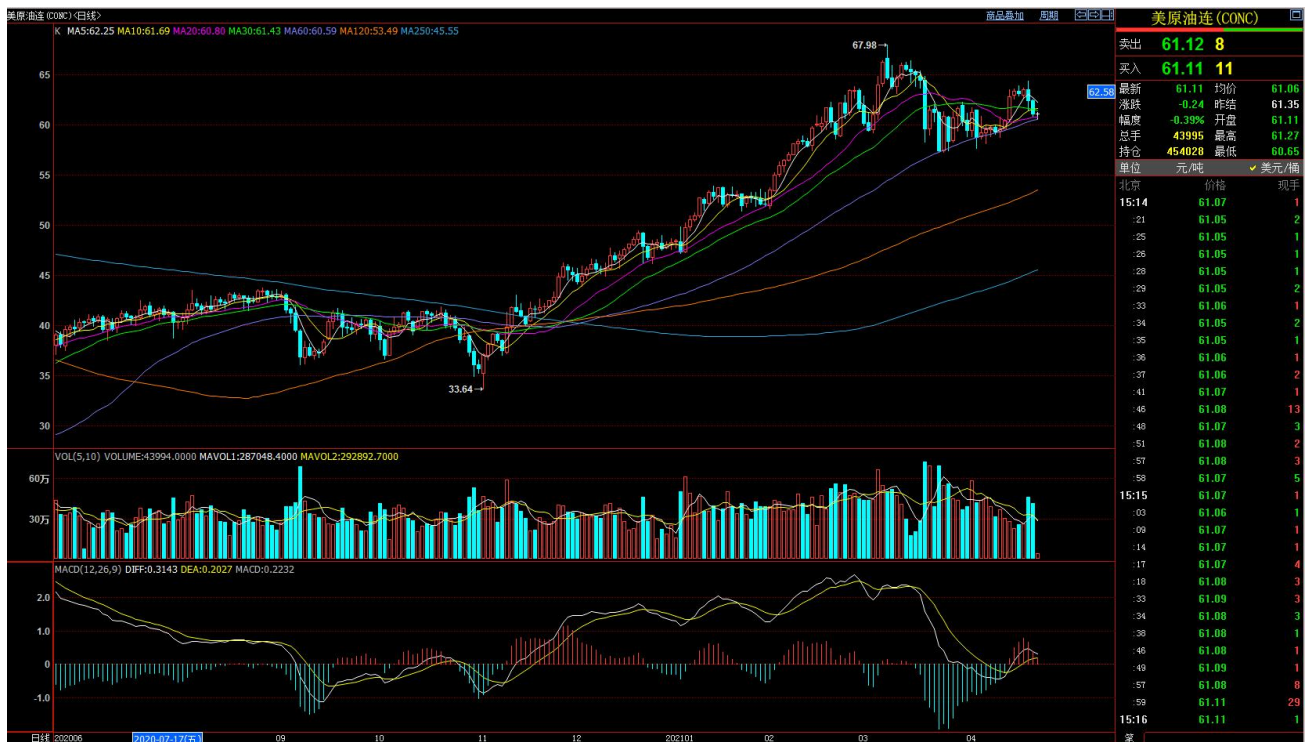 美原油连(CONC)<日线>
商品叠加 周期
K MA5:62.25 MA10:61.69 MA20:60.80 MA30:61.43 MA60:60.59 MA120:53.49 MA250:45.55
67.98→
65
62.58
60
55
50
45
40
35
33.64→
30
VOL(5,10) VOLUME:43994.0000 MAVOL1:287048.4000 MAVOL2:292892.7000
60万
30万
MACD(12,26,9) DIFF:0.3143 DEA:0.2027 MACD:0.2232
2.0
1.0
0
-1.0
日线 202006 2020-07-17(五) 09 10 11 12 202101 02 03 04
美原油连(CONC)
卖出 61.12 8
买入 61.11 11
最新 61.11 均价 61.06
涨跌 -0.24 昨结 61.35
幅度 -0.39% 开盘 61.11
总手 43995 最高 61.27
持仓 454028 最低 60.65
单位 元/吨 美元/桶
北京 价格 现手
15:14 61.07 1
:21 61.05 2
:25 61.05 1
:26 61.05 1
:28 61.05 1
:29 61.05 2
:33 61.06 1
:34 61.05 2
:35 61.05 1
:36 61.06 1
:37 61.06 2
:41 61.07 1
:46 61.08 13
:48 61.07 3
:51 61.08 2
:57 61.08 3
:58 61.07 5
15:15 61.07 1
:03 61.06 1
:09 61.07 1
:14 61.07 1
:17 61.07 4
:18 61.08 3
:33 61.09 3
:34 61.08 3
:38 61.08 1
:46 61.08 1
:49 61.09 1
:57 61.08 8
:59 61.11 29
15:16 61.11 1
笔